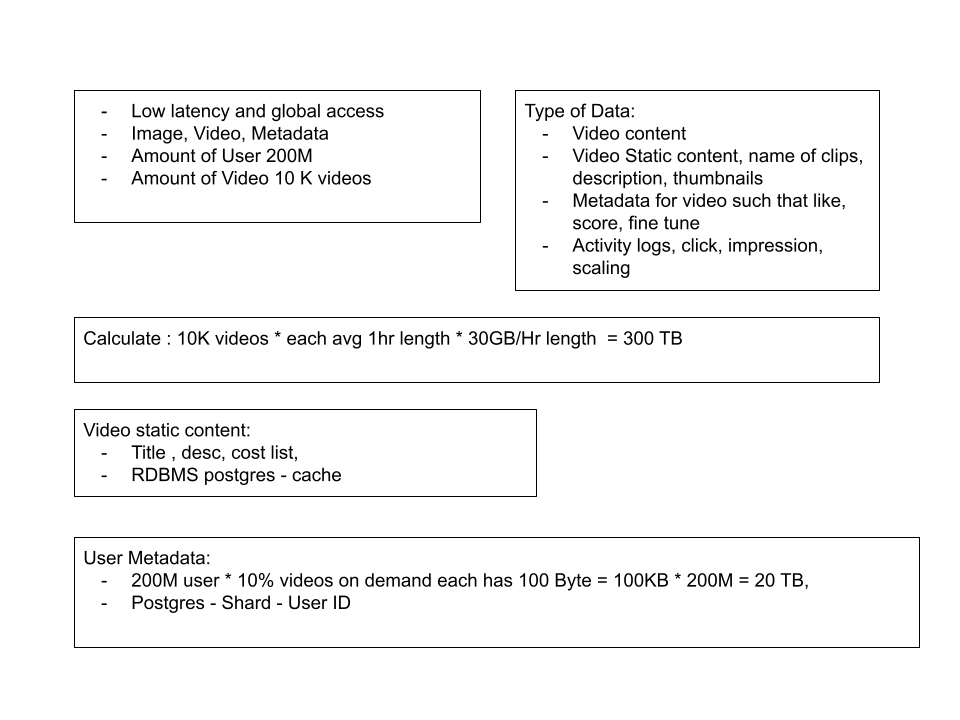 - Low latency and global access
- Image, Video, Metadata
- Amount of User 200M
- Amount of Video 10 K videos
Type of Data:
- Video content
- Video Static content, name of clips,
description, thumbnails
- Metadata for video such that like,
score, fine tune
- Activity logs, click, impression,
scaling
Calculate : 10K videos * each avg 1hr length * 30GB/Hr length = 300 TB
Video static content:
- Title , desc, cost list,
- RDBMS postgres - cache
User Metadata:
- 200M user * 10% videos on demand each has 100 Byte = 100KB * 200M = 20 TB,
- Postgres - Shard - User ID